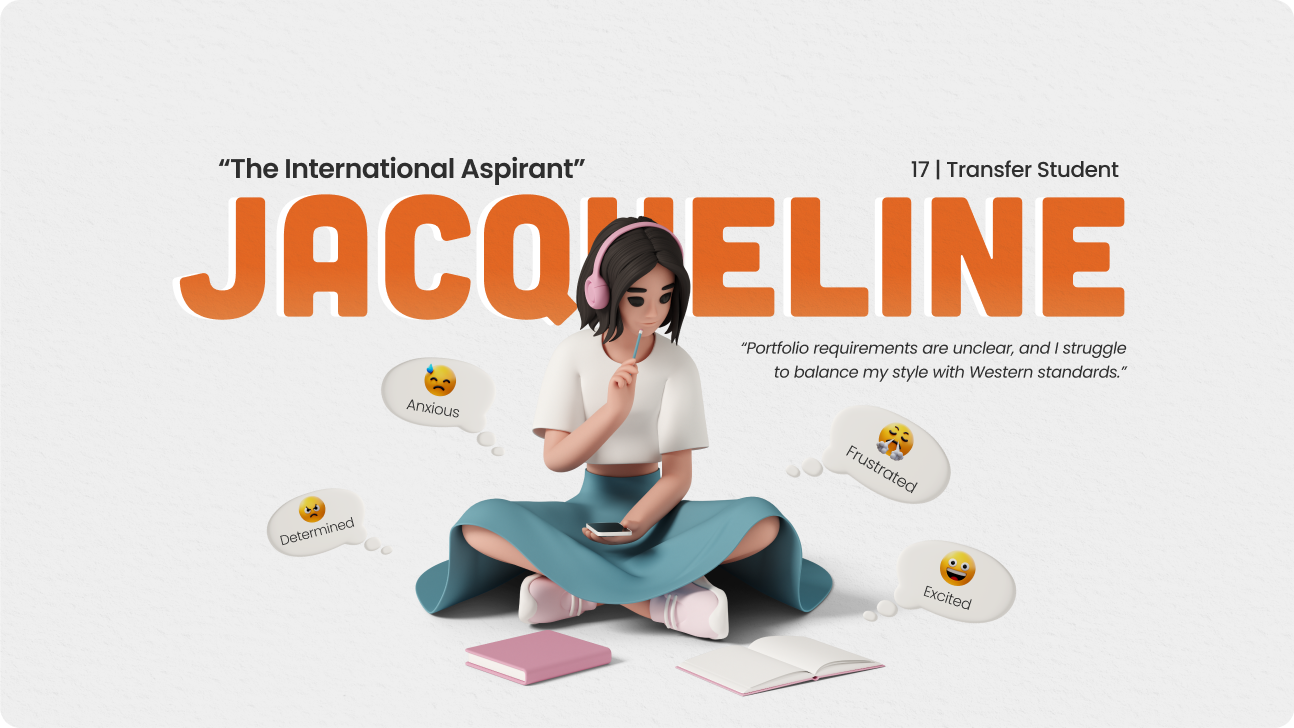 “The International Aspirant”
17 | Transfer Student
JACQUELINE
“Portfolio requirements are unclear, and I struggle
to balance my style with Western standards.”
Anxious
Frustrated
Determined
Excited